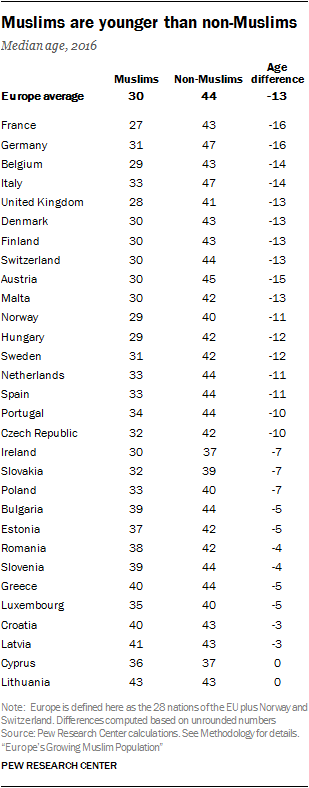 Muslims are younger than non-Muslims
Median age, 2016
Muslims Non-Muslims Age difference
Europe average 30 44 -13
France 27 43 -16
Germany 31 47 -16
Belgium 29 43 -14
Italy 33 47 -14
United Kingdom 28 41 -13
Denmark 30 43 -13
Finland 30 43 -13
Switzerland 30 44 -13
Austria 30 45 -15
Malta 30 42 -13
Norway 29 40 -11
Hungary 29 42 -12
Sweden 31 42 -12
Netherlands 33 44 -11
Spain 33 44 -11
Portugal 34 44 -10
Czech Republic 32 42 -10
Ireland 30 37 -7
Slovakia 32 39 -7
Poland 33 40 -7
Bulgaria 39 44 -5
Estonia 37 42 -5
Romania 38 42 -4
Slovenia 39 44 -4
Greece 40 44 -5
Luxembourg 35 40 -5
Croatia 40 43 -3
Latvia 41 43 -3
Cyprus 36 37 0
Lithuania 43 43 0
Note: Europe is defined here as the 28 nations of the EU plus Norway and
Switzerland. Differences computed based on unrounded numbers
Source: Pew Research Center calculations. See Methodology for details.
“Europe’s Growing Muslim Population”
PEW RESEARCH CENTER